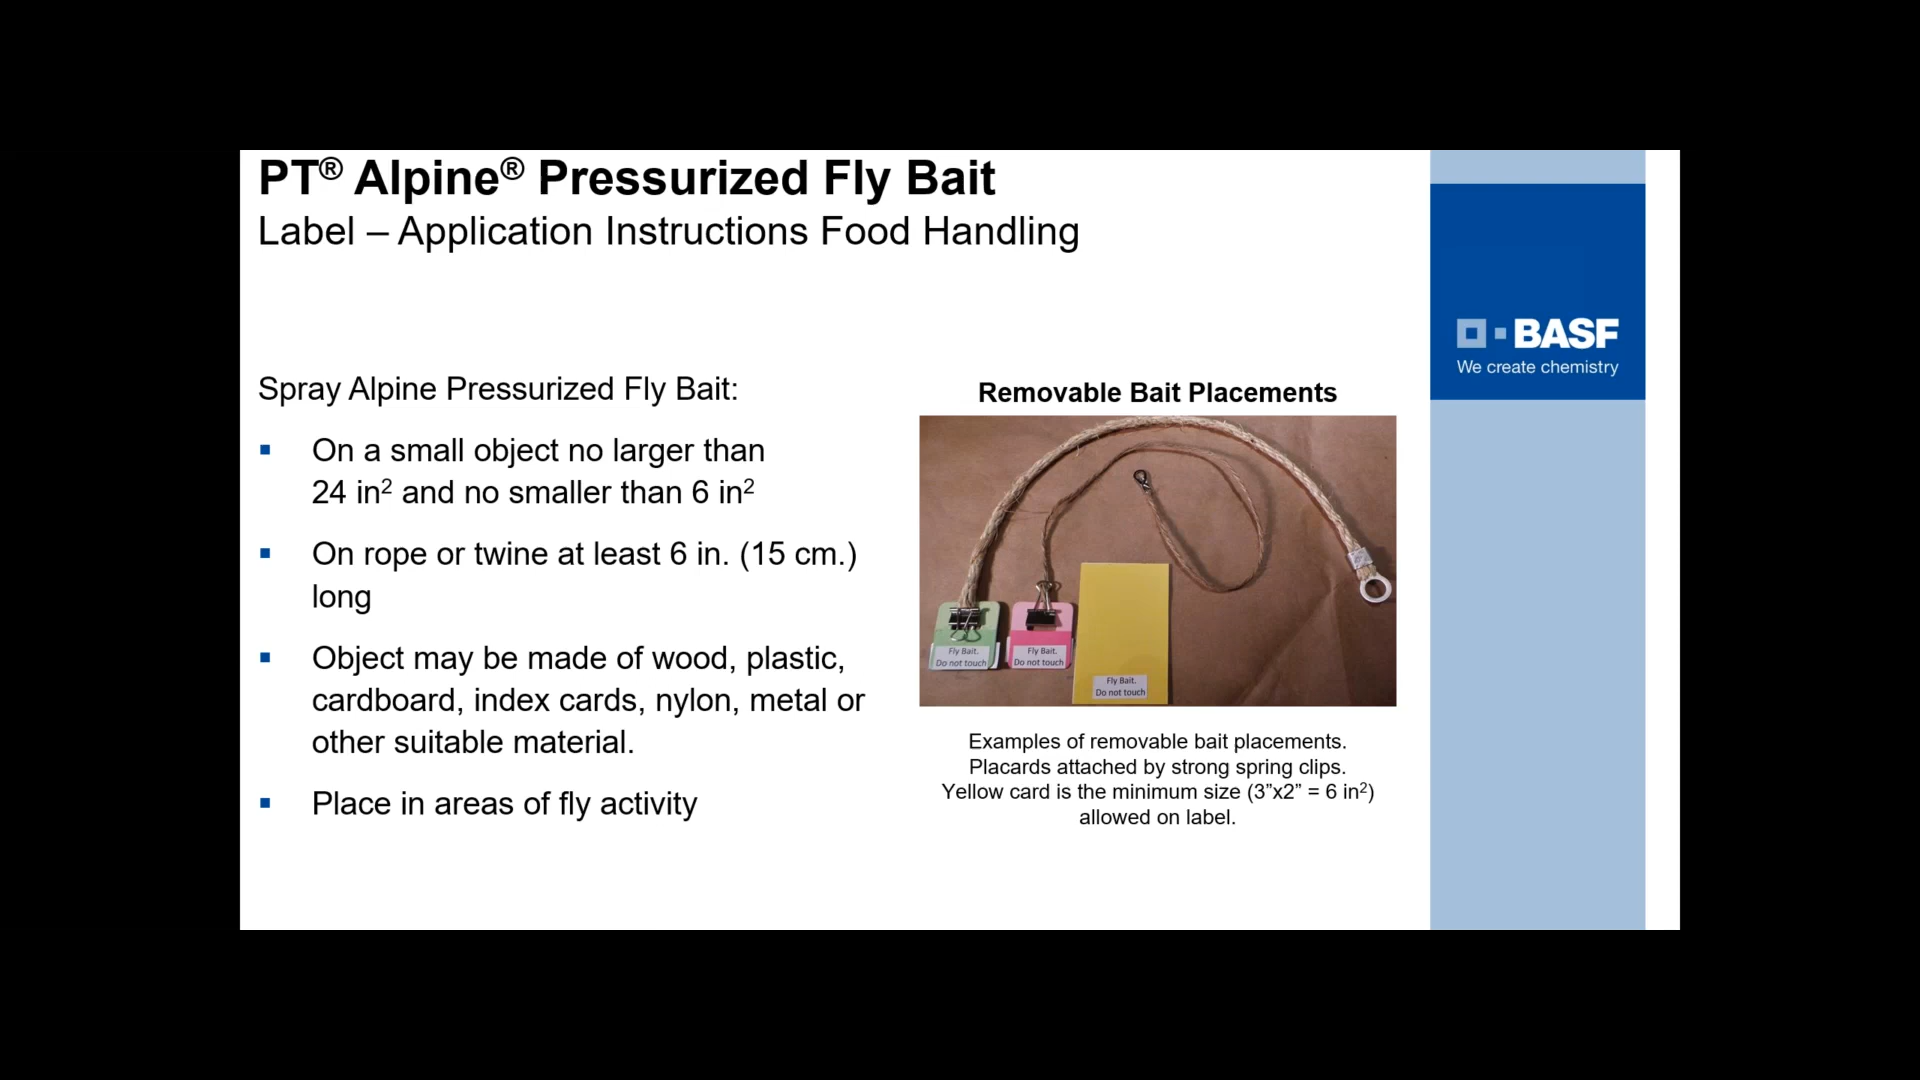 PT® Alpine® Pressurized Fly Bait
Label – Application Instructions Food Handling
BASF
We create chemistry
Spray Alpine Pressurized Fly Bait:
▪ On a small object no larger than
24 in² and no smaller than 6 in²
▪ On rope or twine at least 6 in. (15 cm.)
long
▪ Object may be made of wood, plastic,
cardboard, index cards, nylon, metal or
other suitable material.
▪ Place in areas of fly activity
Removable Bait Placements
Fly Bait.
Do not touch
Fly Bait.
Do not touch
Fly Bait.
Do not touch
Examples of removable bait placements.
Placards attached by strong spring clips.
Yellow card is the minimum size (3”x2” = 6 in²)
allowed on label.